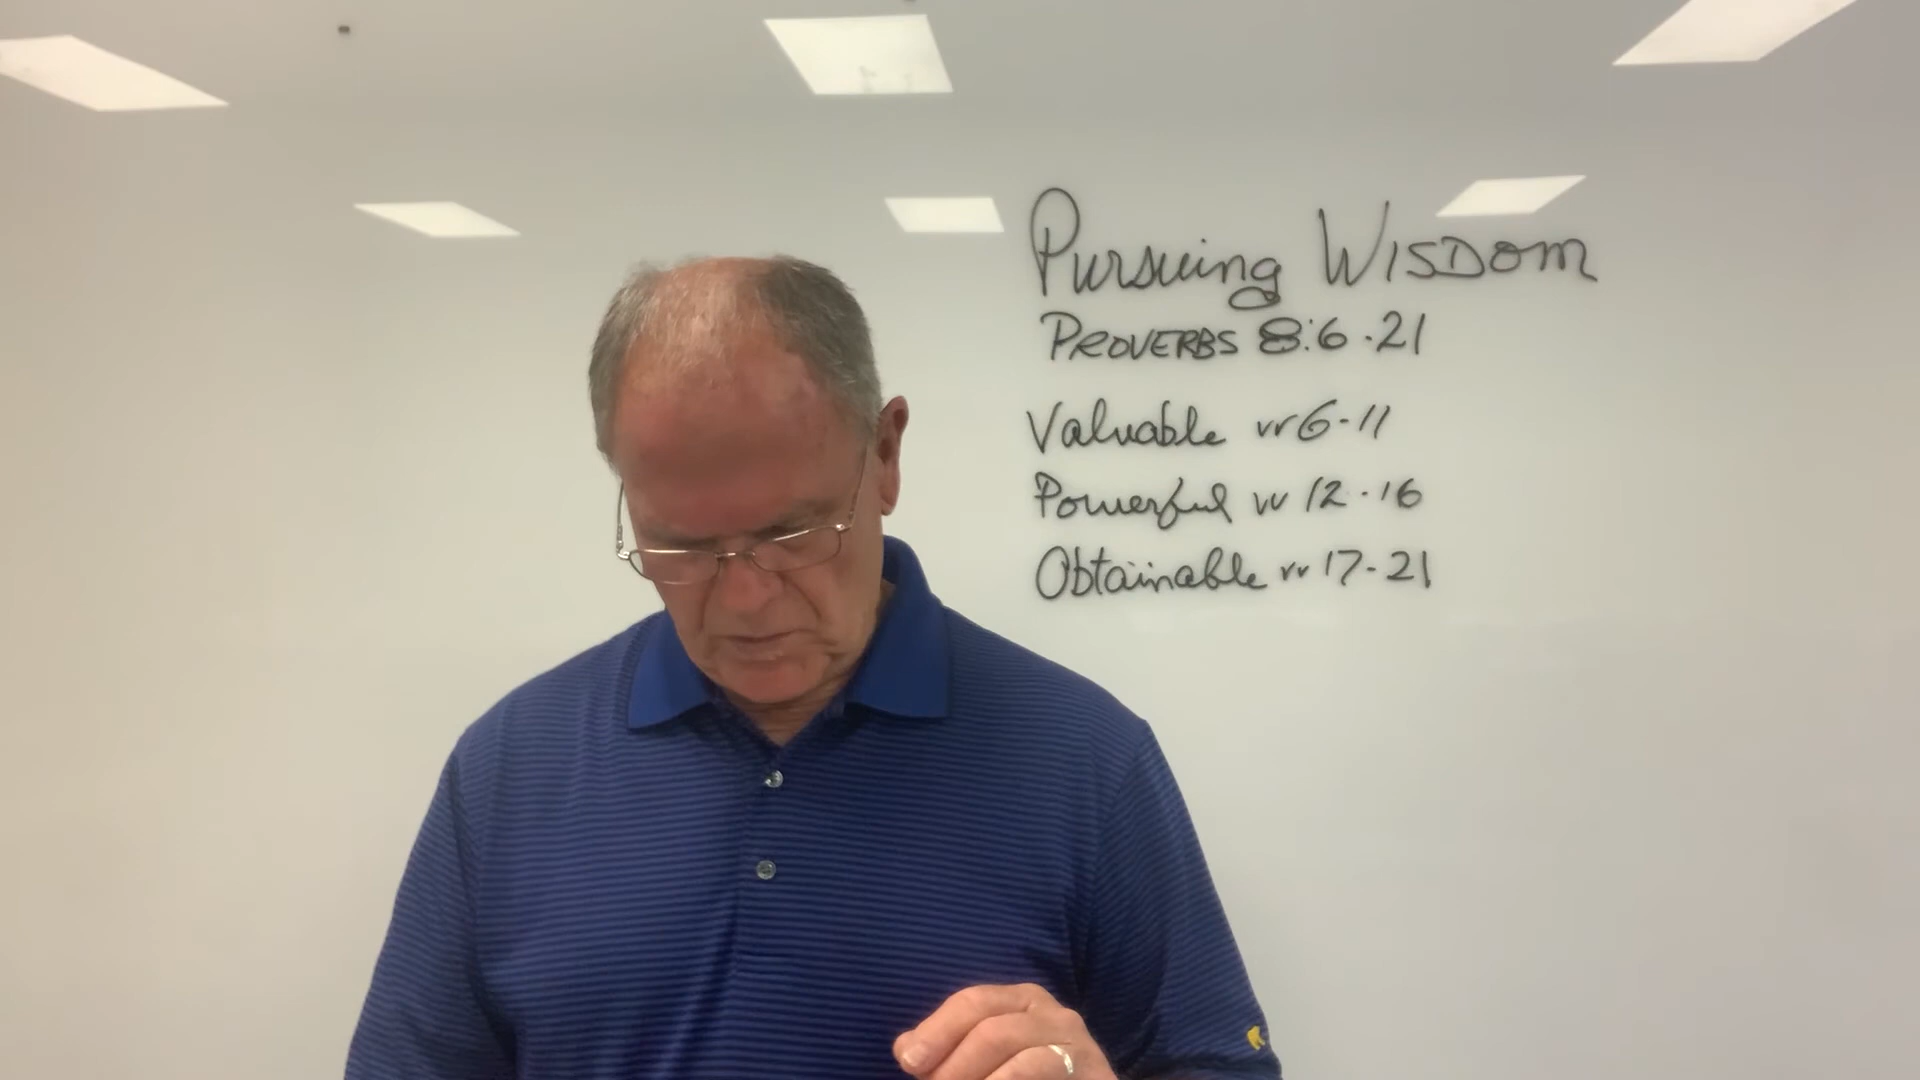 Pursuing WISDOM
PROVERBS 8:6-21
Valuable vv 6-11
Powerful vv 12-16
Obtainable vv 17-21